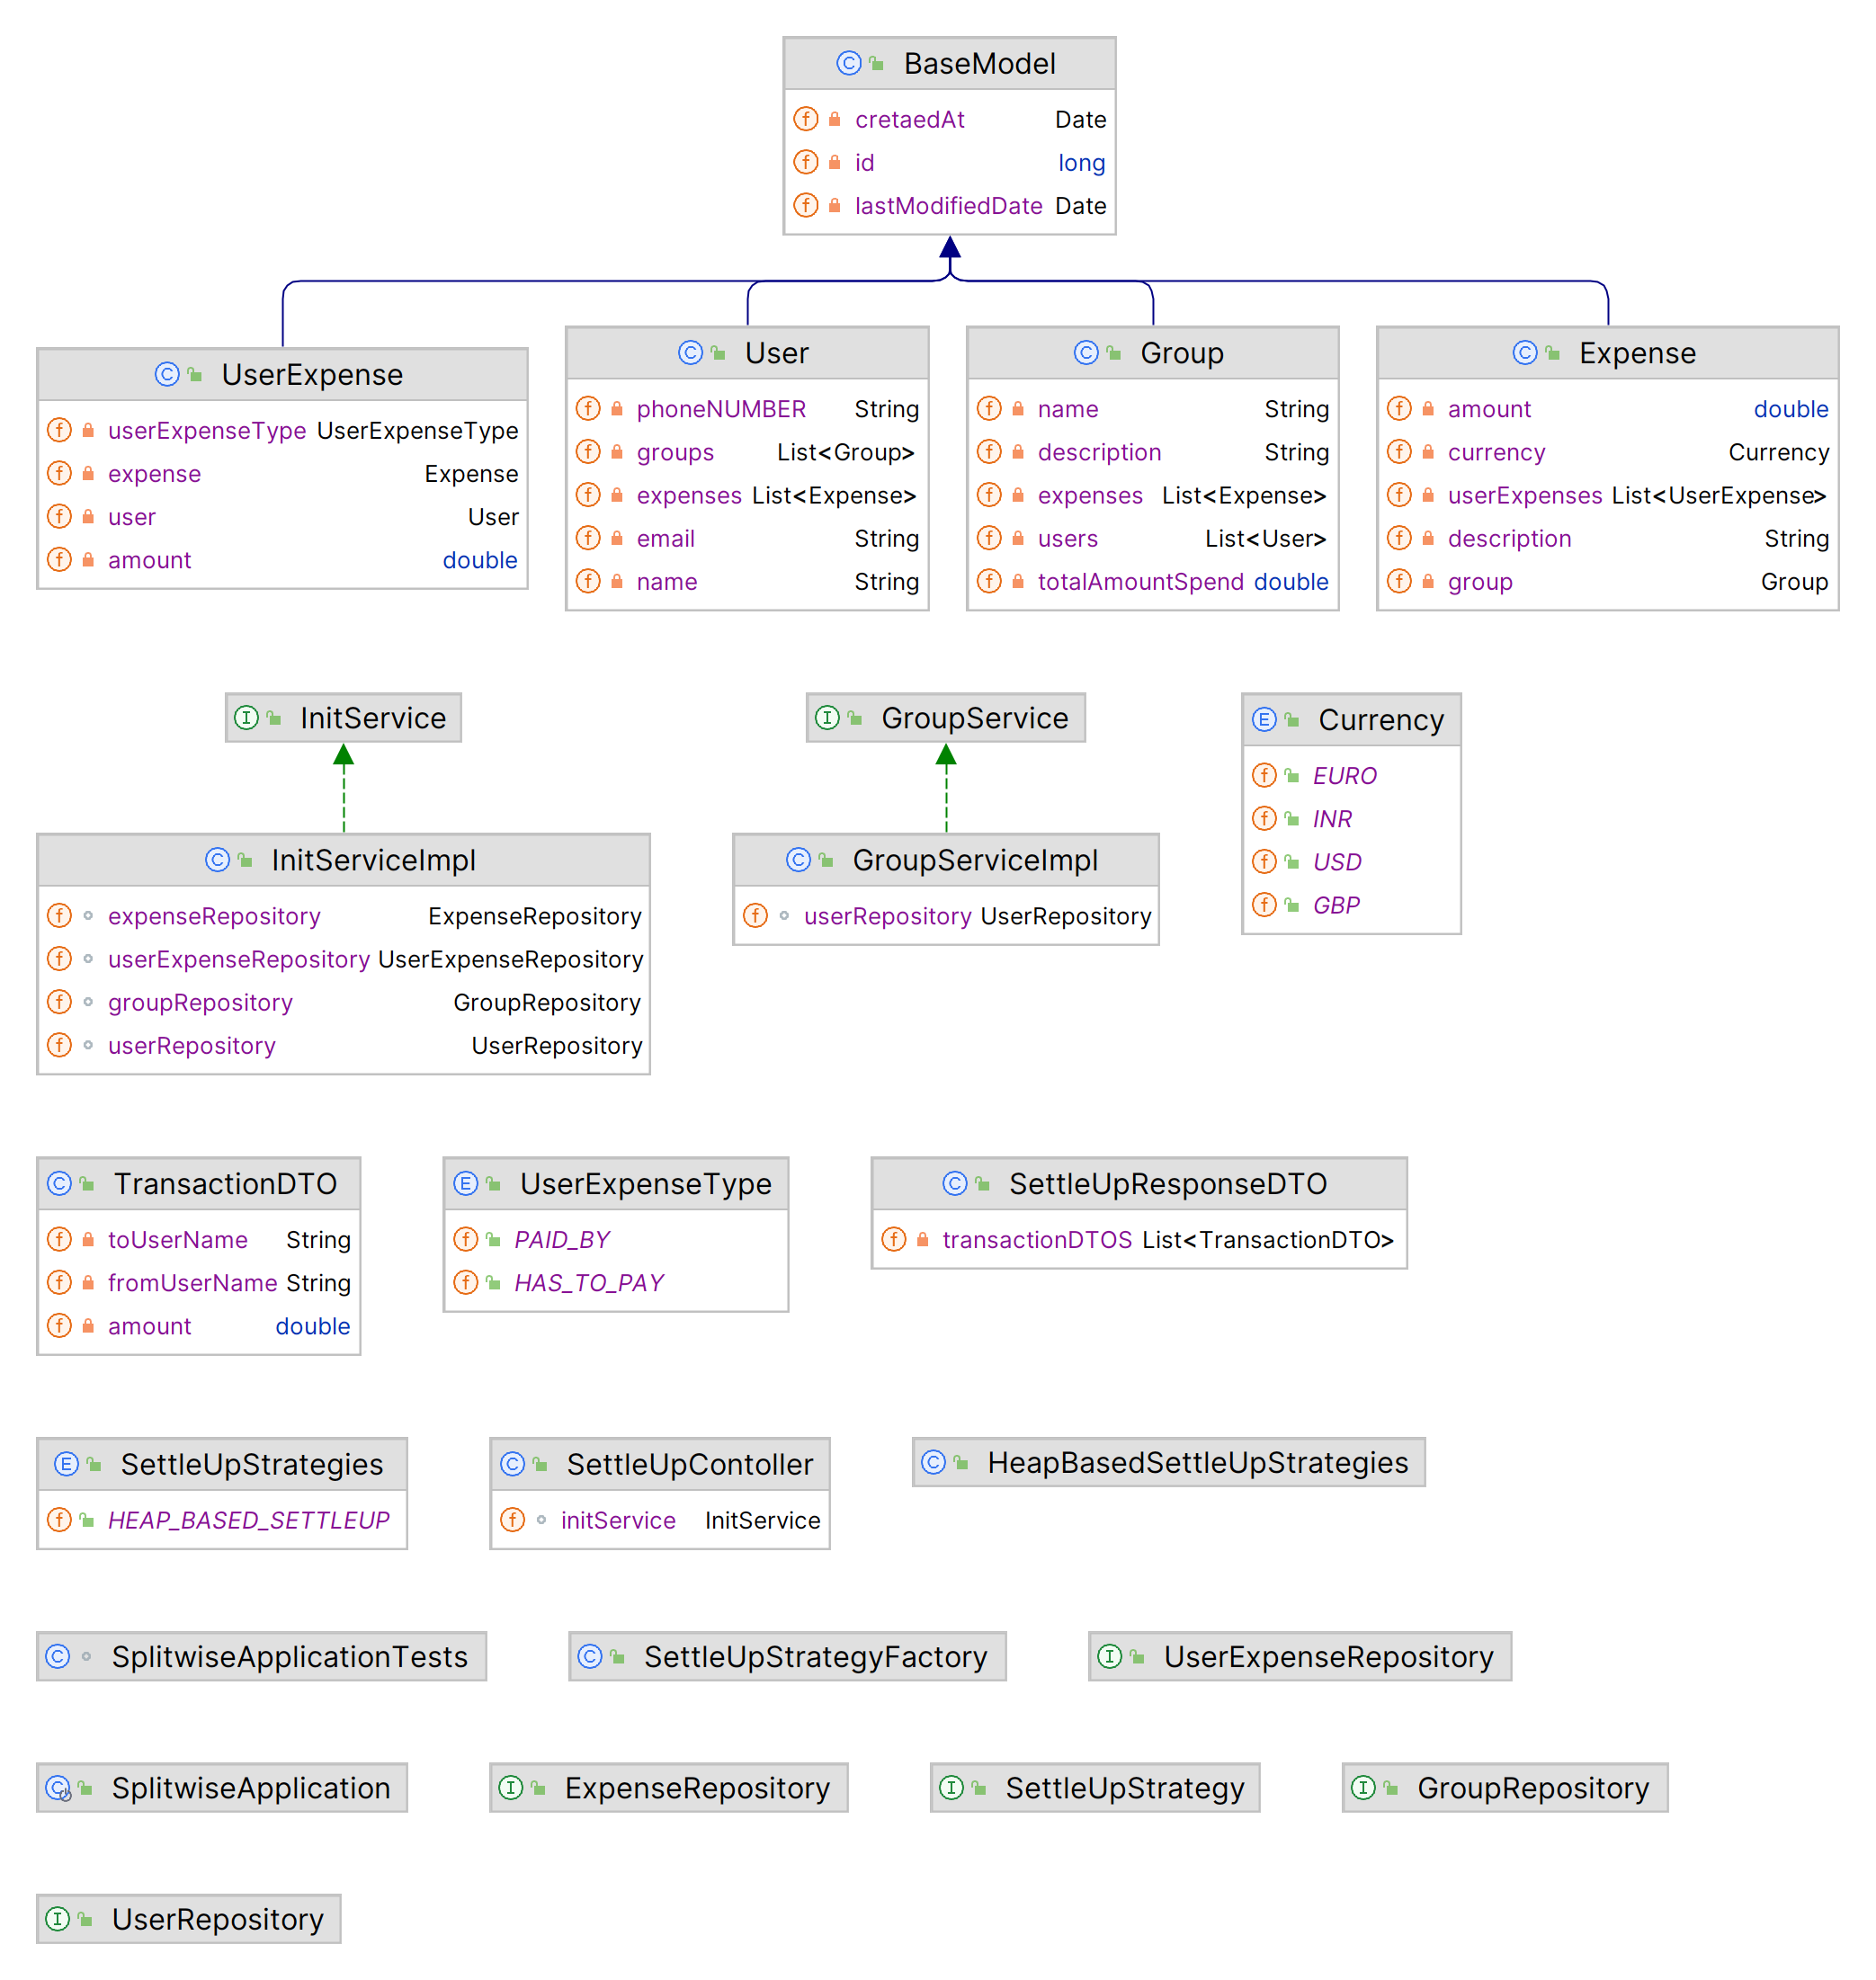 BaseModel
cretaedAt Date
id long
lastModifiedDate Date
UserExpense
userExpenseType UserExpenseType
expense Expense
user User
amount double
User
phoneNUMBER String
groups List<Group>
expenses List<Expense>
email String
name String
Group
name String
description String
expenses List<Expense>
users List<User>
totalAmountSpend double
Expense
amount double
currency Currency
userExpenses List<UserExpense>
description String
group Group
InitService
GroupService
Currency
EURO
INR
USD
GBP
InitServiceImpl
expenseRepository ExpenseRepository
userExpenseRepository UserExpenseRepository
groupRepository GroupRepository
userRepository UserRepository
GroupServiceImpl
userRepository UserRepository
TransactionDTO
toUserName String
fromUserName String
amount double
UserExpenseType
PAID_BY
HAS_TO_PAY
SettleUpResponseDTO
transactionDTOS List<TransactionDTO>
SettleUpStrategies
HEAP_BASED_SETTLEUP
SettleUpContoller
initService InitService
HeapBasedSettleUpStrategies
SplitwiseApplicationTests
SettleUpStrategyFactory
UserExpenseRepository
SplitwiseApplication
ExpenseRepository
SettleUpStrategy
GroupRepository
UserRepository